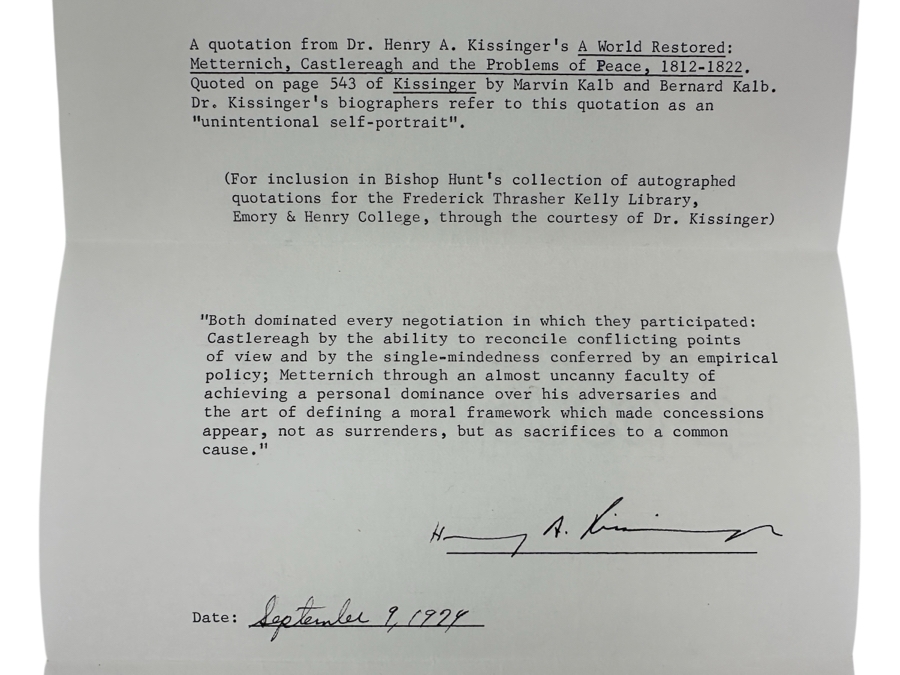 A quotation from Dr. Henry A. Kissinger's A World Restored:
Metternich, Castlereagh and the Problems of Peace, 1812-1822.
Quoted on page 543 of Kissinger by Marvin Kalb and Bernard Kalb.
Dr. Kissinger's biographers refer to this quotation as an
"unintentional self-portrait".
(For inclusion in Bishop Hunt's collection of autographed
quotations for the Frederick Thrasher Kelly Library,
Emory & Henry College, through the courtesy of Dr. Kissinger)
"Both dominated every negotiation in which they participated:
Castlereagh by the ability to reconcile conflicting points
of view and by the single-mindedness conferred by an empirical
policy; Metternich through an almost uncanny faculty of
achieving a personal dominance over his adversaries and
the art of defining a moral framework which made concessions
appear, not as surrenders, but as sacrifices to a common
cause."
Henry A. Kissinger
Date: September 9, 1974